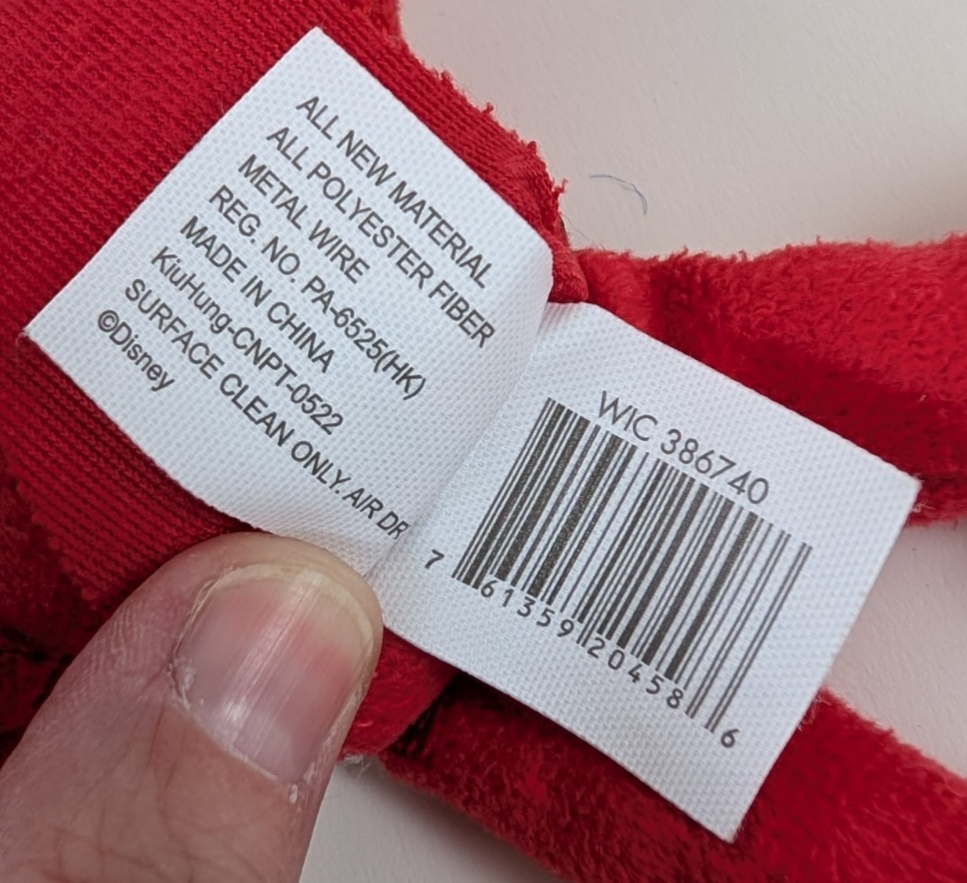 ALL NEW MATERIAL
ALL POLYESTER FIBER
METAL WIRE
REG. NO. PA-6525(HK)
MADE IN CHINA
KiuHung-CNPT-0522
SURFACE CLEAN ONLY. AIR DR
©Disney
WIC 386740
7 61359 20458 6